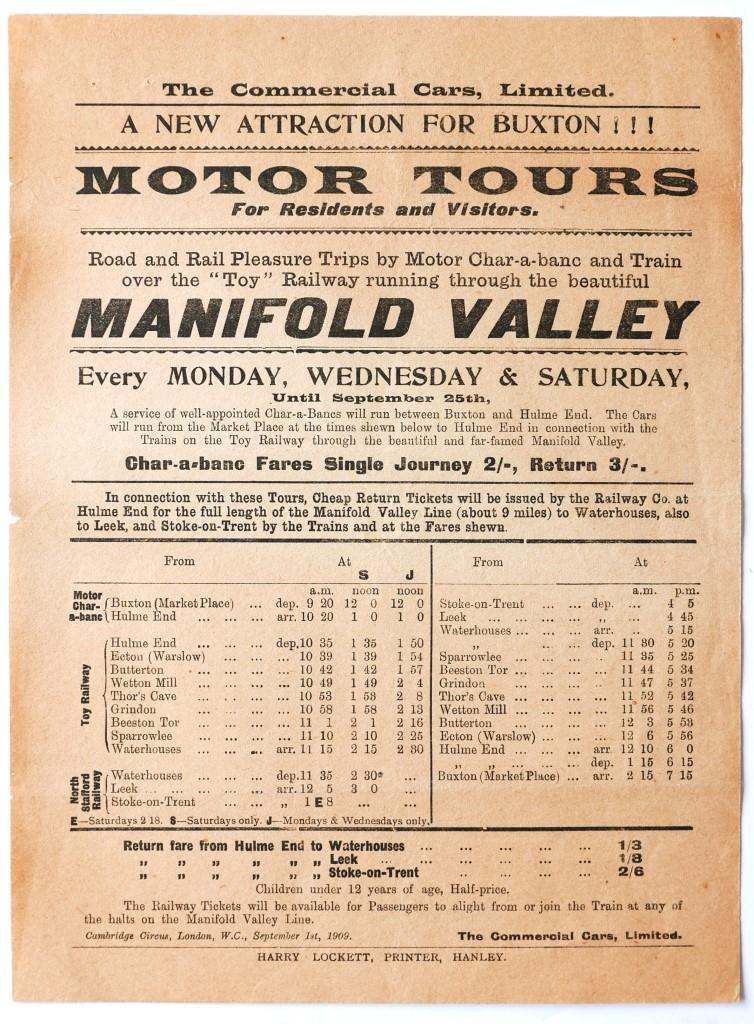 The Commercial Cars, Limited.
A NEW ATTRACTION FOR BUXTON !!!
MOTOR TOURS
For Residents and Visitors.
Road and Rail Pleasure Trips by Motor Char-a-banc and Train
over the "Toy" Railway running through the beautiful
MANIFOLD VALLEY
Every MONDAY, WEDNESDAY & SATURDAY,
Until September 25th,
A service of well-appointed Char-a-Bancs will run between Buxton and Hulme End. The Cars
will run from the Market Place at the times shewn below to Hulme End in connection with the
Trains on the Toy Railway through the beautiful and far-famed Manifold Valley.
Char-a-banc Fares Single Journey 2/-, Return 3/-.
In connection with these Tours, Cheap Return Tickets will be issued by the Railway Co. at
Hulme End for the full length of the Manifold Valley Line (about 9 miles) to Waterhouses, also
to Leek, and Stoke-on-Trent by the Trains and at the Fares shewn.
From At
S J
a.m. noon noon
Motor Char-a-banc
Buxton (Market Place) ... dep. 9 20 12 0 12 0
Hulme End ... ... ... arr. 10 20 1 0 1 0
Toy Railway
Hulme End ... ... ... dep. 10 35 1 35 1 50
Ecton (Warslow) ... ... ... 10 39 1 39 1 54
Butterton ... ... ... 10 42 1 42 1 57
Wetton Mill ... ... ... 10 49 1 49 2 4
Thor's Cave ... ... ... 10 53 1 53 2 8
Grindon ... ... ... 10 58 1 58 2 13
Beeston Tor ... ... ... 11 1 2 1 2 16
Sparrowlee ... ... ... 11 10 2 10 2 25
Waterhouses ... ... ... arr. 11 15 2 15 2 30
North Stafford Railway
Waterhouses ... ... dep. 11 35 2 30* ...
Leek ... ... ... ... arr. 12 5 3 0 ...
Stoke-on-Trent ... ... „ 1 E 8 ... ...
E—Saturdays 2 18. S—Saturdays only. J—Mondays & Wednesdays only.
From At
a.m. p.m.
Stoke-on-Trent ... ... dep. ... 4 5
Leek ... ... ... „ ... 4 45
Waterhouses ... ... arr. .. 5 15
„ ... ... dep. 11 30 5 20
Sparrowlee ... ... ... 11 35 5 25
Beeston Tor ... ... ... 11 44 5 34
Grindon ... ... ... 11 47 5 37
Thor's Cave ... ... ... 11 52 5 42
Wetton Mill ... ... ... 11 56 5 46
Butterton ... ... ... 12 3 5 53
Ecton (Warslow) ... ... 12 6 5 56
Hulme End ... ... arr. 12 10 6 0
„ „ ... ... dep. 1 15 6 15
Buxton (Market Place) ... arr. 2 15 7 15
Return fare from Hulme End to Waterhouses ... ... ... ... 1/3
„ „ „ „ „ „ Leek ... ... ... ... ... 1/8
„ „ „ „ „ „ Stoke-on-Trent ... ... ... ... 2/6
Children under 12 years of age, Half-price.
The Railway Tickets will be available for Passengers to alight from or join the Train at any of
the halts on the Manifold Valley Line.
Cambridge Circus, London, W.C., September 1st, 1909. The Commercial Cars, Limited.
HARRY LOCKETT, PRINTER, HANLEY.